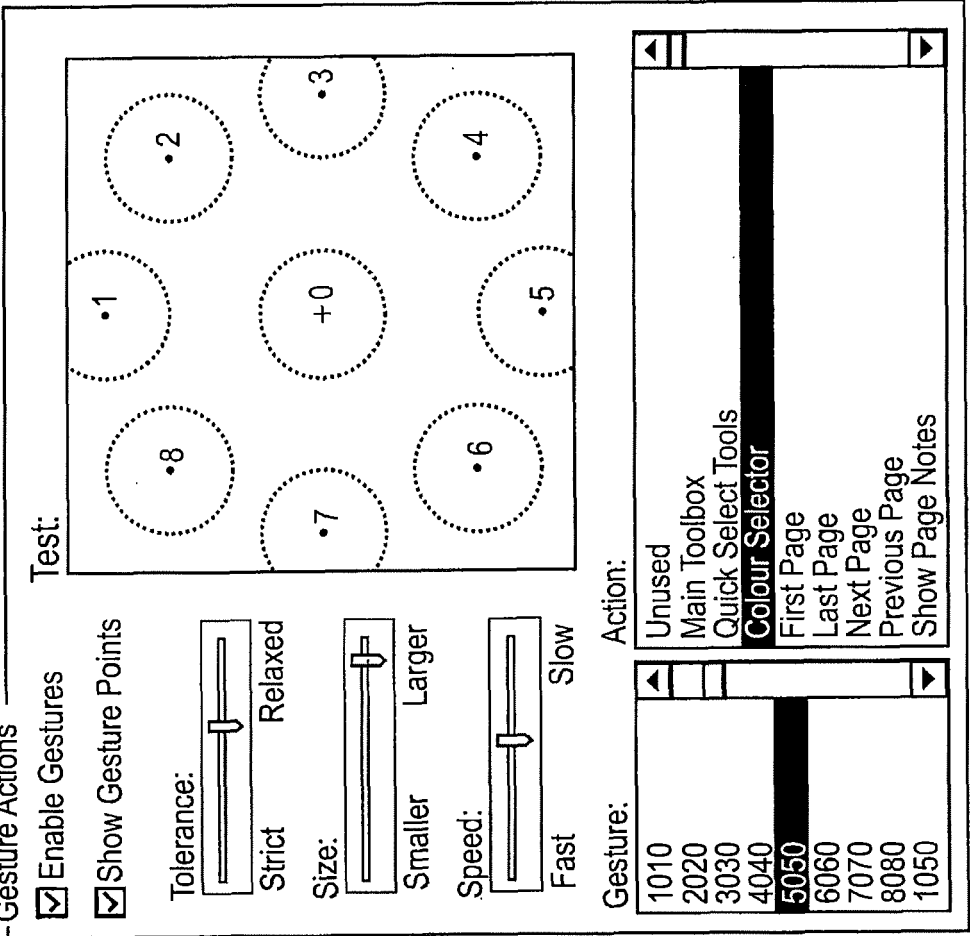 Gesture Actions
Enable Gestures
Show Gesture Points
Tolerance:
Strict Relaxed
Size:
Smaller Larger
Speed:
Fast Slow
Test:
1
2
3
4
5
6
7
8
+0
Gesture:
1010
2020
3030
4040
5050
6060
7070
8080
1050
Action:
Unused
Main Toolbox
Quick Select Tools
Colour Selector
First Page
Last Page
Next Page
Previous Page
Show Page Notes